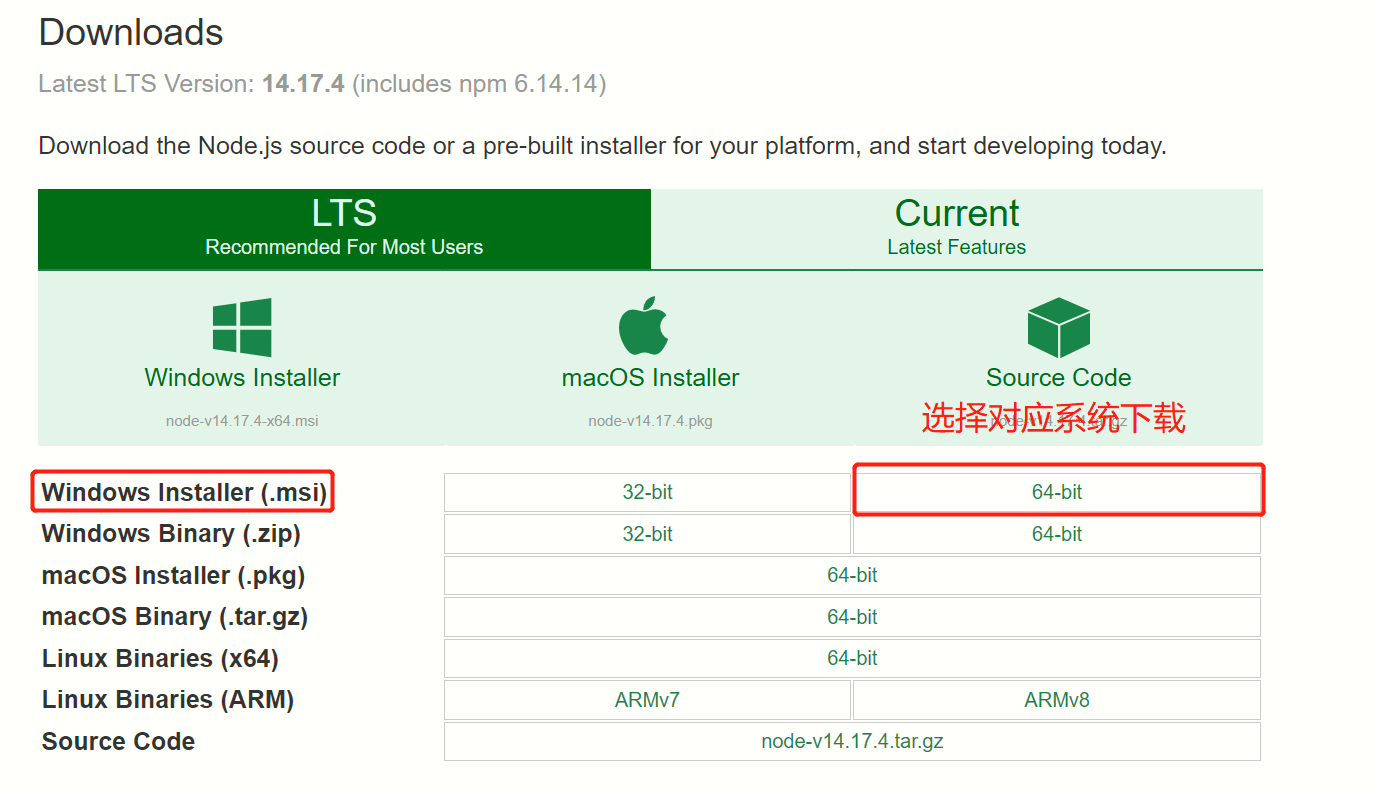 Downloads
Latest LTS Version: 14.17.4 (includes npm 6.14.14)
Download the Node.js source code or a pre-built installer for your platform, and start developing today.
LTS
Recommended For Most Users
Current
Latest Features
Windows Installer
node-v14.17.4-x64.msi
macOS Installer
node-v14.17.4.pkg
Source Code
node-v14.17.4.tar.gz
选择对应系统下载
Windows Installer (.msi) 32-bit 64-bit
Windows Binary (.zip) 32-bit 64-bit
macOS Installer (.pkg) 64-bit
macOS Binary (.tar.gz) 64-bit
Linux Binaries (x64) 64-bit
Linux Binaries (ARM) ARMv7 ARMv8
Source Code node-v14.17.4.tar.gz